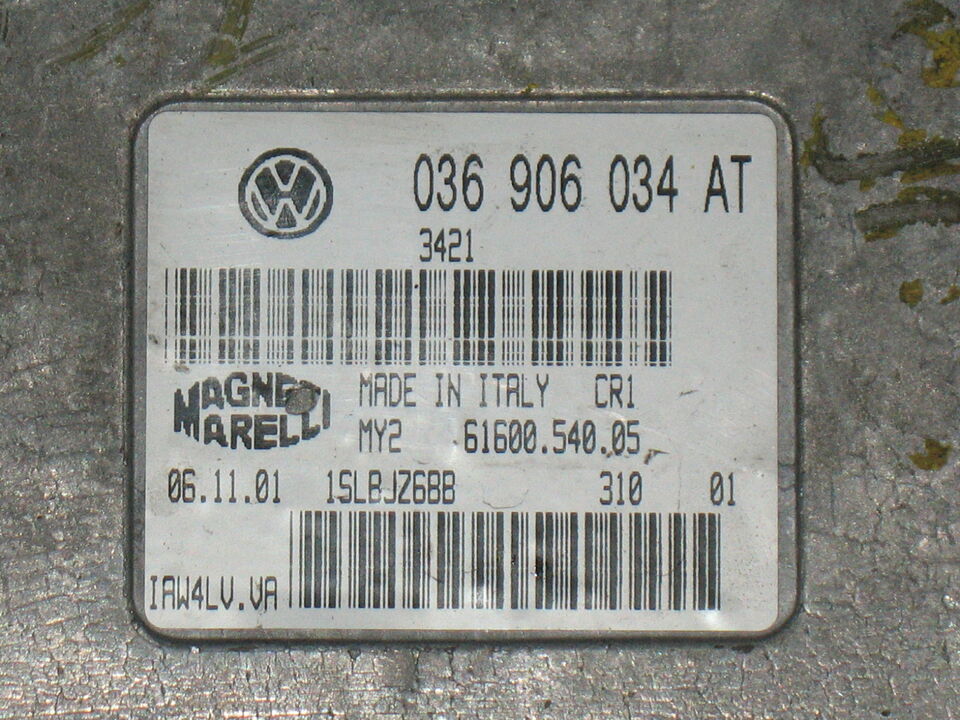 036 906 034 AT
3421
MAGNETI MARELLI
MADE IN ITALY CR1
MY2 61600.540.05
06.11.01 1SLBJZ6BB 310 01
IAW4LV.VA